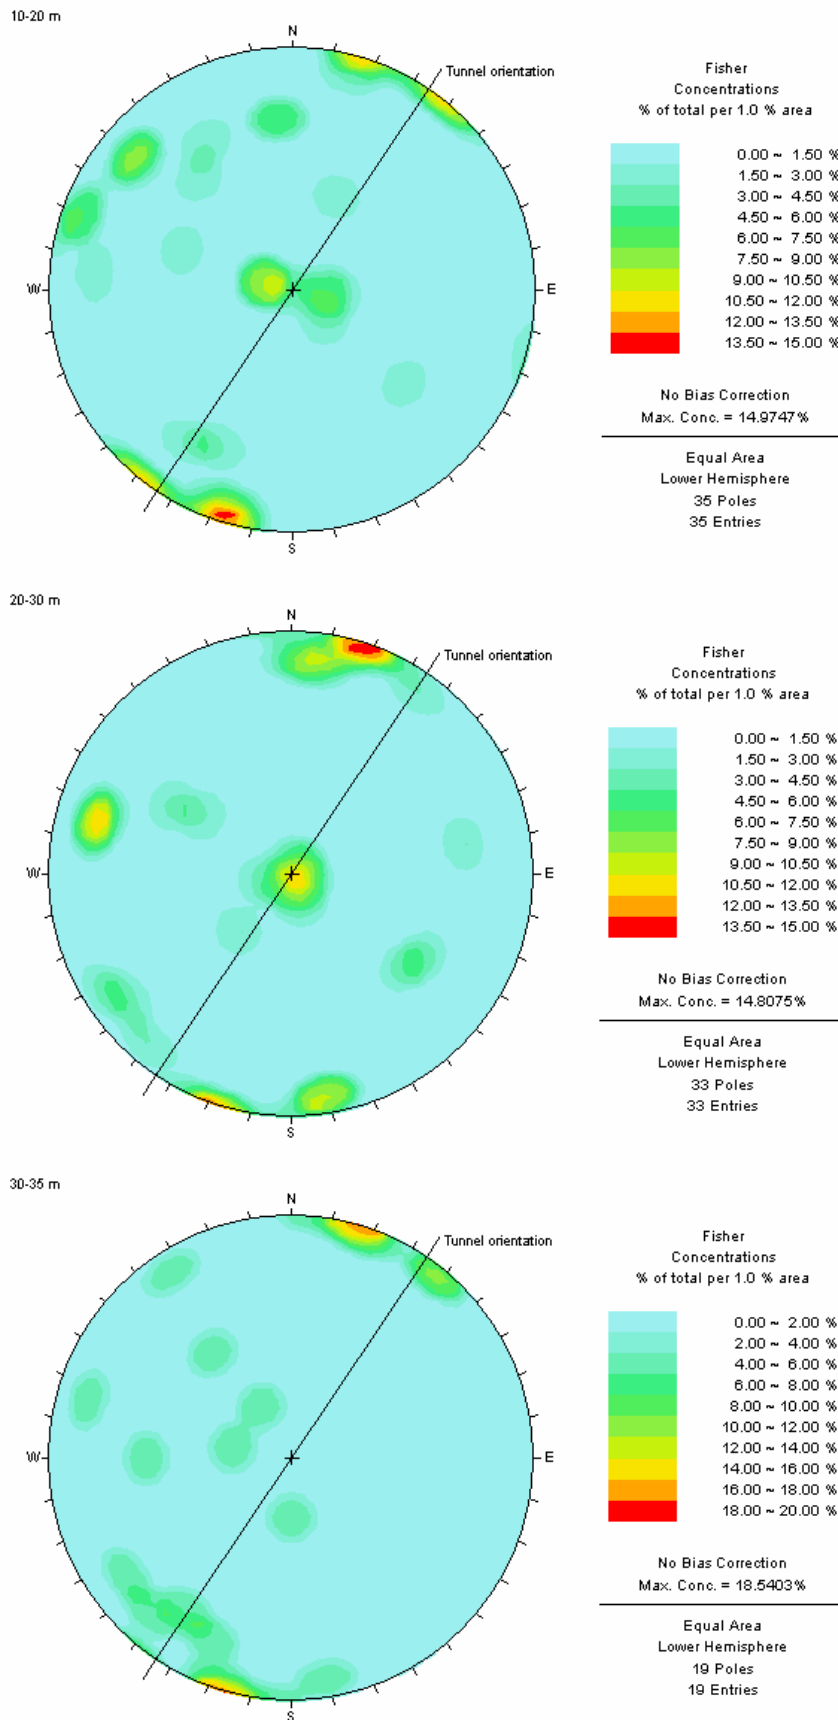 10-20 m
N
Tunnel orientation
W
E
S
Fisher
Concentrations
% of total per 1.0 % area
0.00 ~ 1.50 %
1.50 ~ 3.00 %
3.00 ~ 4.50 %
4.50 ~ 6.00 %
6.00 ~ 7.50 %
7.50 ~ 9.00 %
9.00 ~ 10.50 %
10.50 ~ 12.00 %
12.00 ~ 13.50 %
13.50 ~ 15.00 %
No Bias Correction
Max. Conc. = 14.9747%
Equal Area
Lower Hemisphere
35 Poles
35 Entries
20-30 m
N
Tunnel orientation
W
E
S
Fisher
Concentrations
% of total per 1.0 % area
0.00 ~ 1.50 %
1.50 ~ 3.00 %
3.00 ~ 4.50 %
4.50 ~ 6.00 %
6.00 ~ 7.50 %
7.50 ~ 9.00 %
9.00 ~ 10.50 %
10.50 ~ 12.00 %
12.00 ~ 13.50 %
13.50 ~ 15.00 %
No Bias Correction
Max. Conc. = 14.8075%
Equal Area
Lower Hemisphere
33 Poles
33 Entries
30-35 m
N
Tunnel orientation
W
E
S
Fisher
Concentrations
% of total per 1.0 % area
0.00 ~ 2.00 %
2.00 ~ 4.00 %
4.00 ~ 6.00 %
6.00 ~ 8.00 %
8.00 ~ 10.00 %
10.00 ~ 12.00 %
12.00 ~ 14.00 %
14.00 ~ 16.00 %
16.00 ~ 18.00 %
18.00 ~ 20.00 %
No Bias Correction
Max. Conc. = 18.5403%
Equal Area
Lower Hemisphere
19 Poles
19 Entries